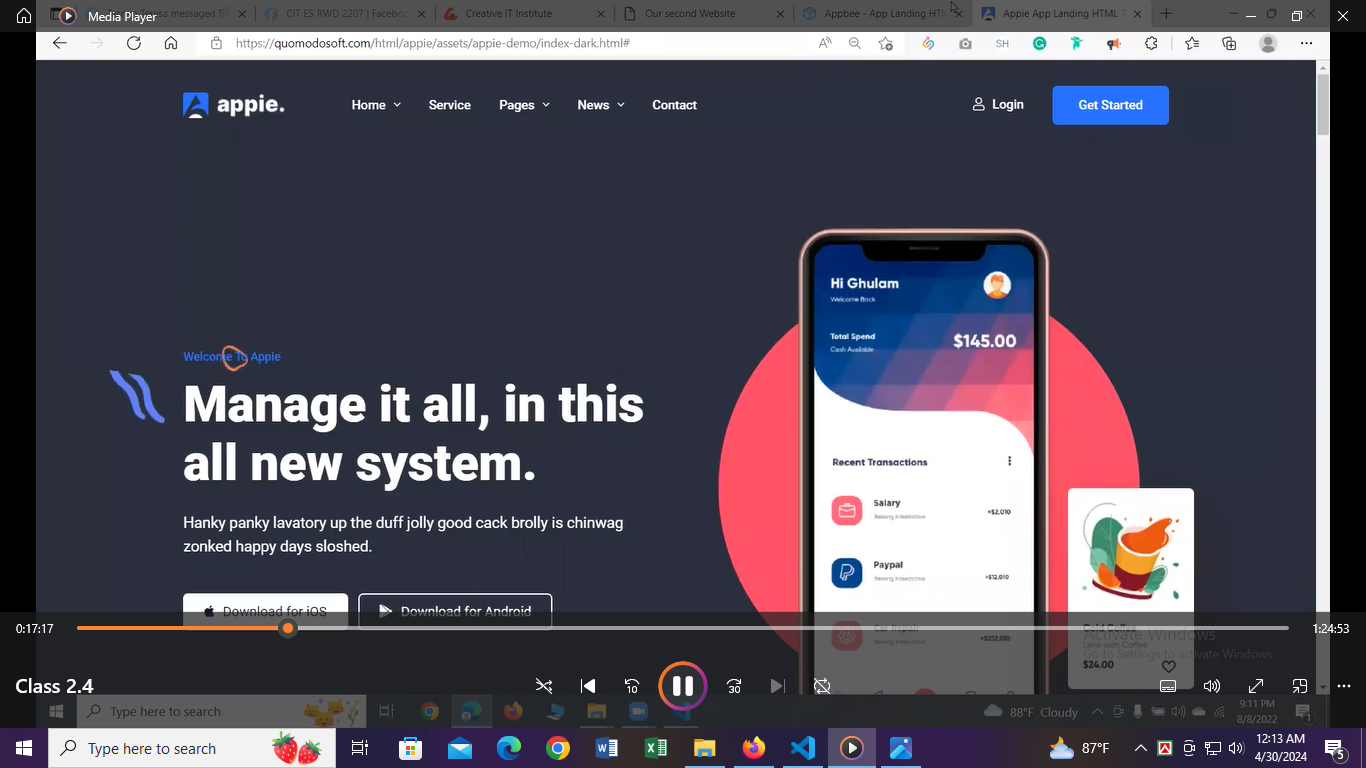 Media Player
Teresa messaged
CIT ES RWD 2207 | Facebook
Creative IT Institute
Our second Website
Appbee - App Landing HTM
Appie App Landing HTML
https://quomodosoft.com/html/appie/assets/appie-demo/index-dark.html#
SH
appie.
Home
Service
Pages
News
Contact
Login
Get Started
Hi Ghulam
Welcome Back
Total Spend
Cash Available
$145.00
Welcome To Appie
Manage it all, in this
all new system.
Hanky panky lavatory up the duff jolly good cack brolly is chinwag
zonked happy days sloshed.
Download for iOS
Download for Android
Recent Transactions
Salary
+$2,010
Paypal
+$12,010
Car Repair
+$232,010
Cold Coffee
Lime with Coffee
$24.00
Activate Windows
Go to Settings to activate Windows.
0:17:17
1:24:53
Class 2.4
10
30
Type here to search
88°F Cloudy
9:11 PM
8/8/2022
1
Type here to search
87°F
12:13 AM
4/30/2024
5